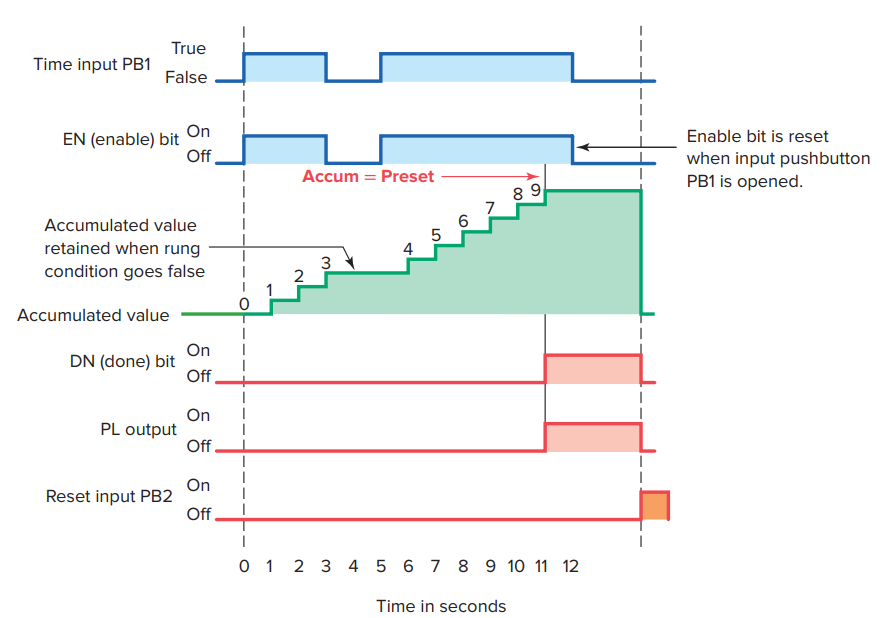 True
Time input PB1
False
On
EN (enable) bit
Off
Enable bit is reset
when input pushbutton
PB1 is opened.
Accum = Preset
Accumulated value
retained when rung
condition goes false
0 1 2 3 4 5 6 7 8 9
Accumulated value
On
DN (done) bit
Off
On
PL output
Off
On
Reset input PB2
Off
0 1 2 3 4 5 6 7 8 9 10 11 12
Time in seconds